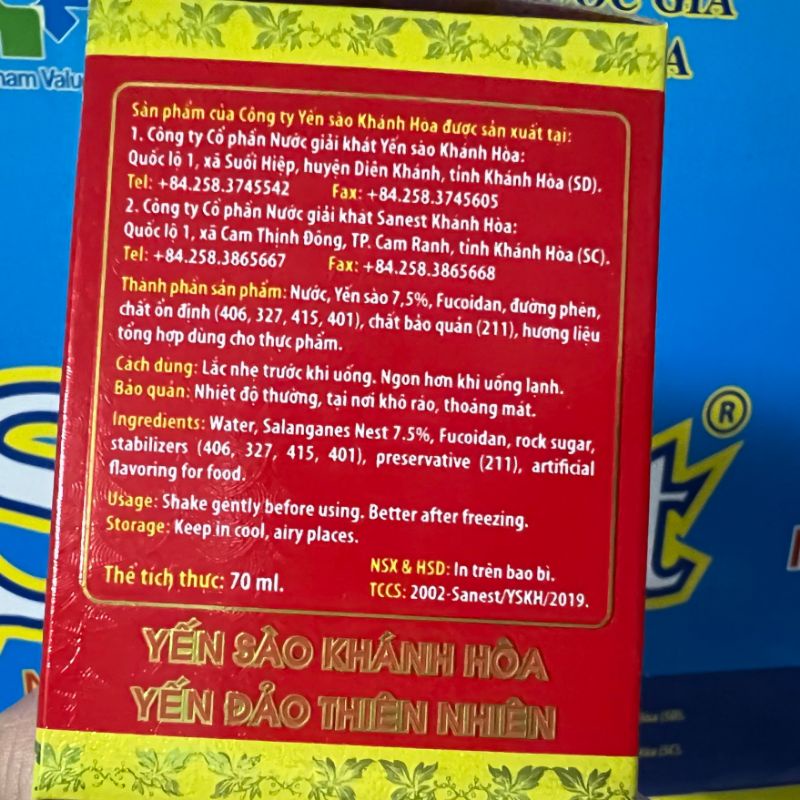 ỐC GIA
A
nam Valu
Sản phẩm của Công ty Yến sào Khánh Hòa được sản xuất tại:
1. Công ty Cổ phần Nước giải khát Yến sào Khánh Hòa:
Quốc lộ 1, xã Suối Hiệp, huyện Diên Khánh, tỉnh Khánh Hòa (SD).
Tel: +84.258.3745542 Fax: +84.258.3745605
2. Công ty Cổ phần Nước giải khát Sanest Khánh Hòa:
Quốc lộ 1, xã Cam Thịnh Đông, TP. Cam Ranh, tỉnh Khánh Hòa (SC).
Tel: +84.258.3865667 Fax: +84.258.3865668
Thành phần sản phẩm: Nước, Yến sào 7,5%, Fucoidan, đường phèn,
chất ổn định (406, 327, 415, 401), chất bảo quản (211), hương liệu
tổng hợp dùng cho thực phẩm.
Cách dùng: Lắc nhẹ trước khi uống. Ngon hơn khi uống lạnh.
Bảo quản: Nhiệt độ thường, tại nơi khô ráo, thoáng mát.
Ingredients: Water, Salanganes Nest 7.5%, Fucoidan, rock sugar,
stabilizers (406, 327, 415, 401), preservative (211), artificial
flavoring for food.
Usage: Shake gently before using. Better after freezing.
Storage: Keep in cool, airy places.
Thể tích thực: 70 ml.
NSX & HSD: In trên bao bì.
TCCS: 2002-Sanest/YSKH/2019.
YẾN SÀO KHÁNH HÒA
YẾN ĐẢO THIÊN NHIÊN
S
t ®
Hòa (SD).
Hòa (SC).